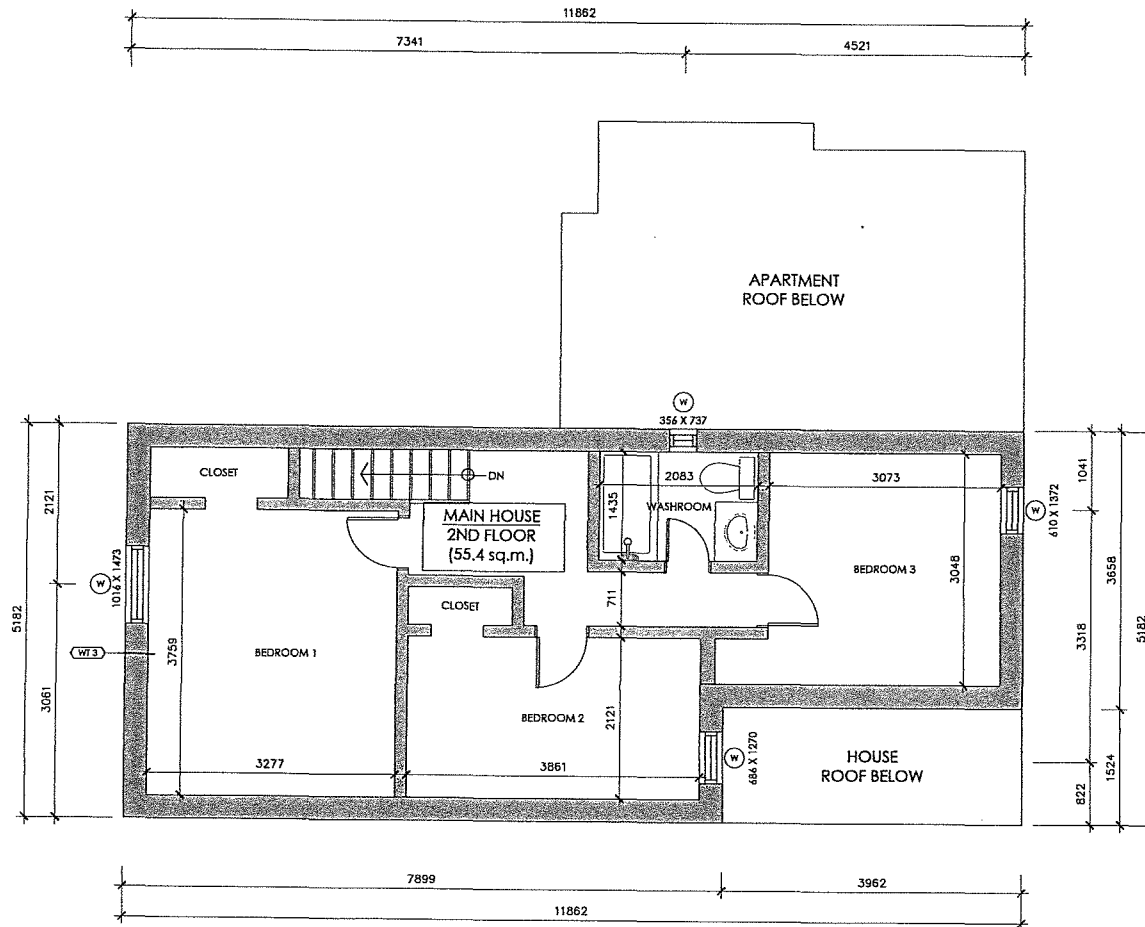 11862
7341
4521
APARTMENT
ROOF BELOW
W
356 X 737
CLOSET
DN
2083
3073
1435
WASHROOM
MAIN HOUSE
2ND FLOOR
(55.4 sq.m.)
W
610 X 1372
1041
2121
5182
W
1016 X 1473
BEDROOM 3
3048
3658
3318
5182
711
CLOSET
WT 3
3759
BEDROOM 1
3061
BEDROOM 2
2121
W
686 X 1270
HOUSE
ROOF BELOW
1524
822
3277
3861
7899
3962
11862